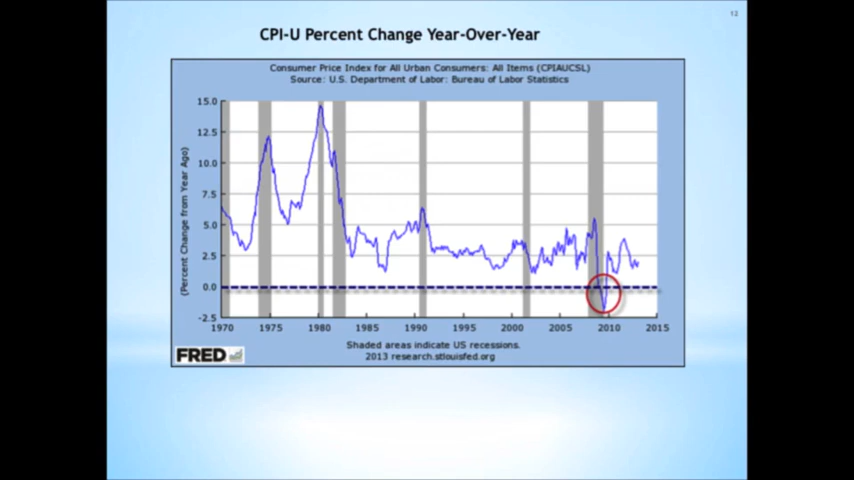 12
CPI-U Percent Change Year-Over-Year
Consumer Price Index for All Urban Consumers: All Items (CPIAUCSL)
Source: U.S. Department of Labor: Bureau of Labor Statistics
(Percent Change from Year Ago)
15.0
12.5
10.0
7.5
5.0
2.5
0.0
-2.5
1970 1975 1980 1985 1990 1995 2000 2005 2010 2015
Shaded areas indicate US recessions.
FRED
2013 research.stlouisfed.org